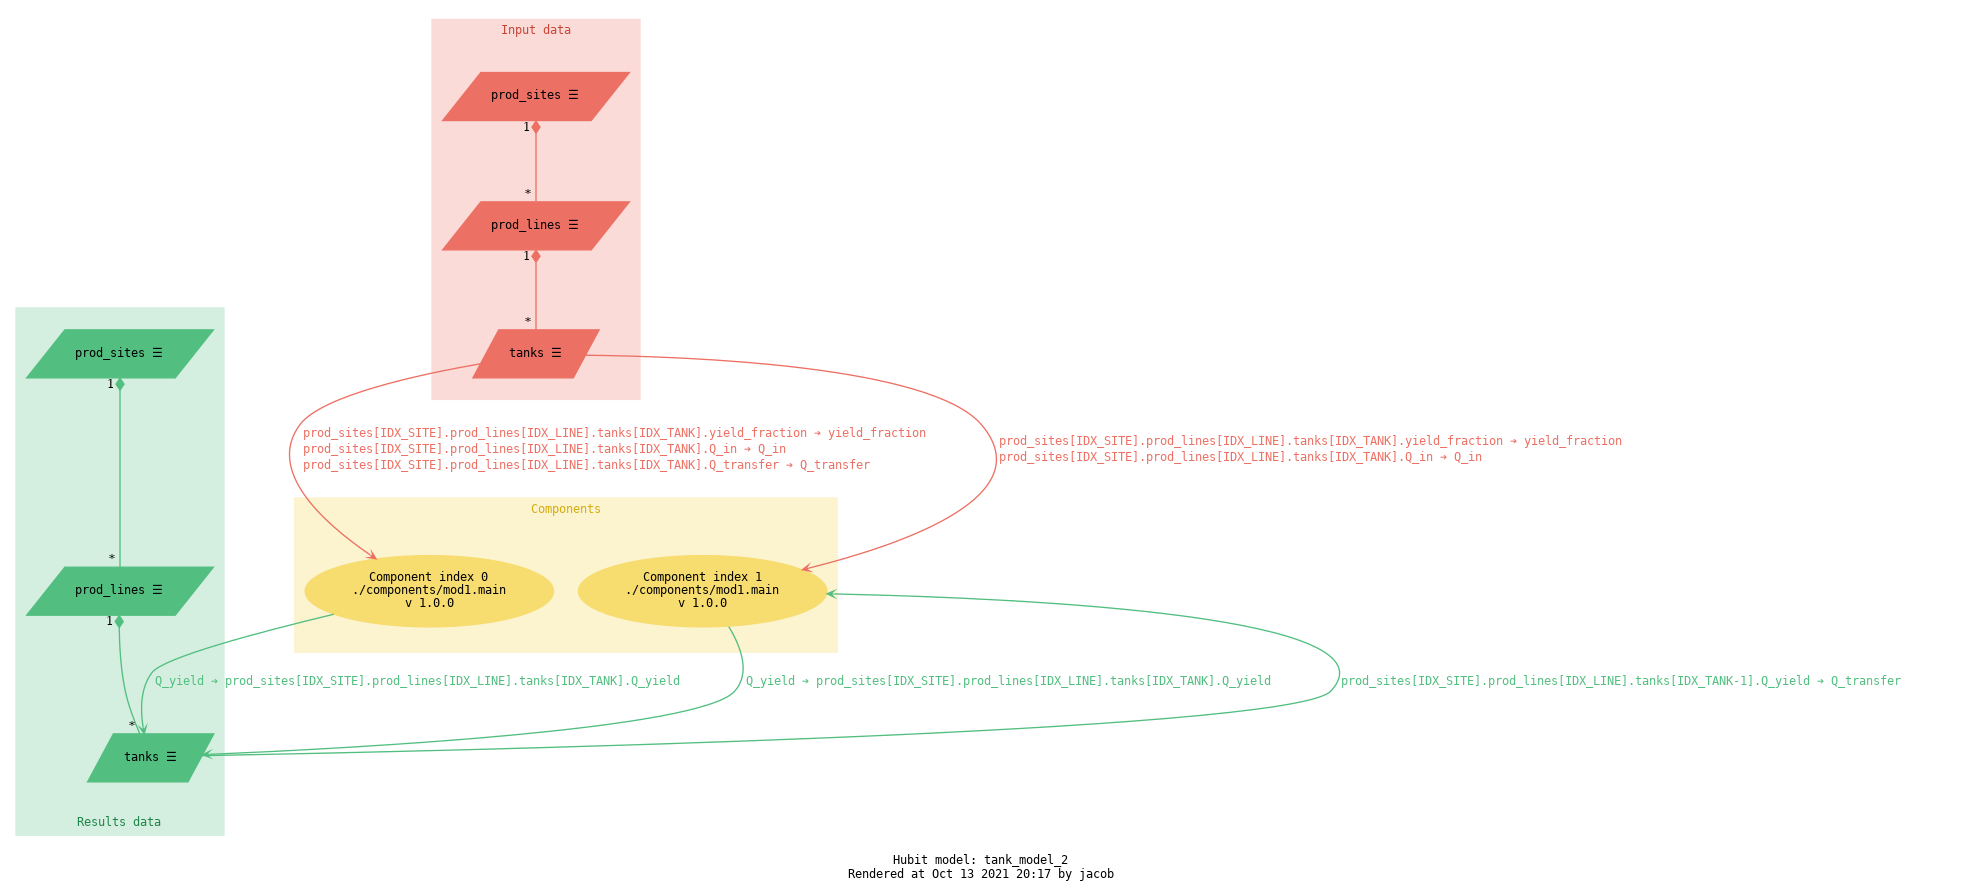 Input data
prod_sites ☰
1
*
prod_lines ☰
1
*
tanks ☰
prod_sites ☰
1
*
prod_lines ☰
1
*
tanks ☰
Results data
prod_sites[IDX_SITE].prod_lines[IDX_LINE].tanks[IDX_TANK].yield_fraction ➔ yield_fraction
prod_sites[IDX_SITE].prod_lines[IDX_LINE].tanks[IDX_TANK].Q_in ➔ Q_in
prod_sites[IDX_SITE].prod_lines[IDX_LINE].tanks[IDX_TANK].Q_transfer ➔ Q_transfer
prod_sites[IDX_SITE].prod_lines[IDX_LINE].tanks[IDX_TANK].yield_fraction ➔ yield_fraction
prod_sites[IDX_SITE].prod_lines[IDX_LINE].tanks[IDX_TANK].Q_in ➔ Q_in
Components
Component index 0
./components/mod1.main
v 1.0.0
Component index 1
./components/mod1.main
v 1.0.0
Q_yield ➔ prod_sites[IDX_SITE].prod_lines[IDX_LINE].tanks[IDX_TANK].Q_yield
Q_yield ➔ prod_sites[IDX_SITE].prod_lines[IDX_LINE].tanks[IDX_TANK].Q_yield
prod_sites[IDX_SITE].prod_lines[IDX_LINE].tanks[IDX_TANK-1].Q_yield ➔ Q_transfer
Hubit model: tank_model_2
Rendered at Oct 13 2021 20:17 by jacob